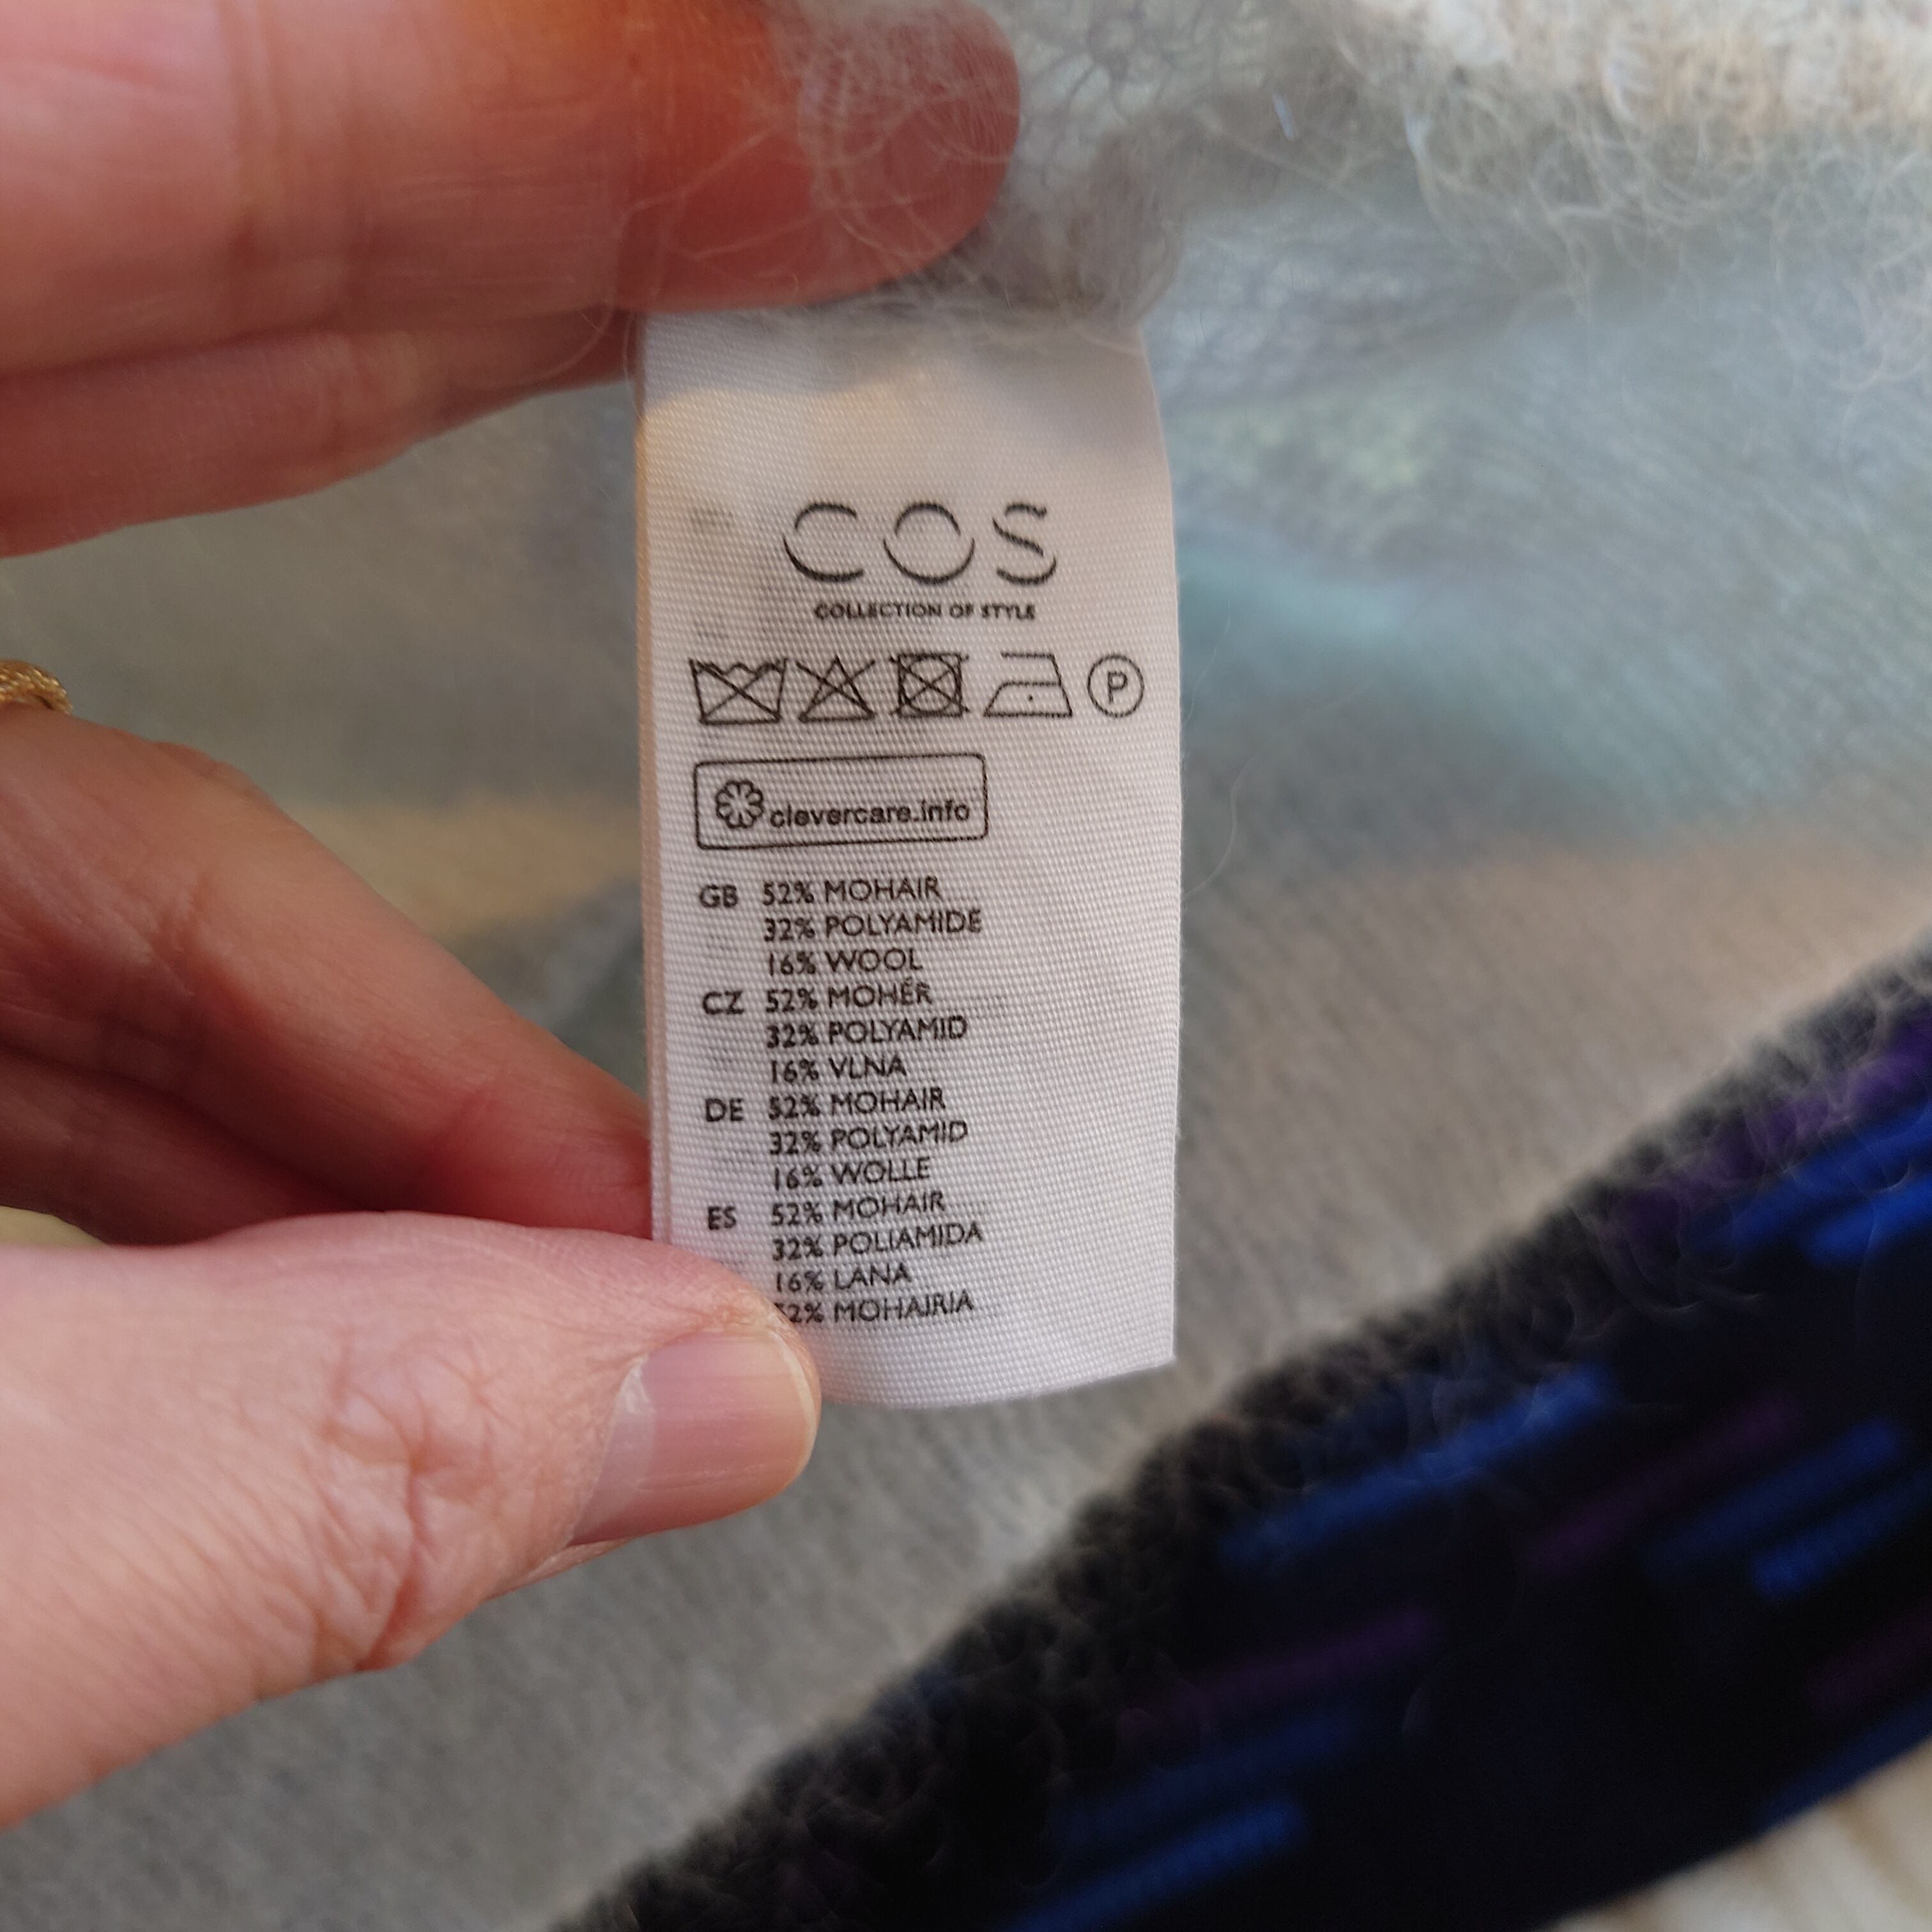 COS
COLLECTION OF STYLE
P
clevercare.info
GB 52% MOHAIR
32% POLYAMIDE
16% WOOL
CZ 52% MOHÉR
32% POLYAMID
16% VLNA
DE 52% MOHAIR
32% POLYAMID
16% WOLLE
ES 52% MOHAIR
32% POLIAMIDA
16% LANA
52% MOHAIRIA